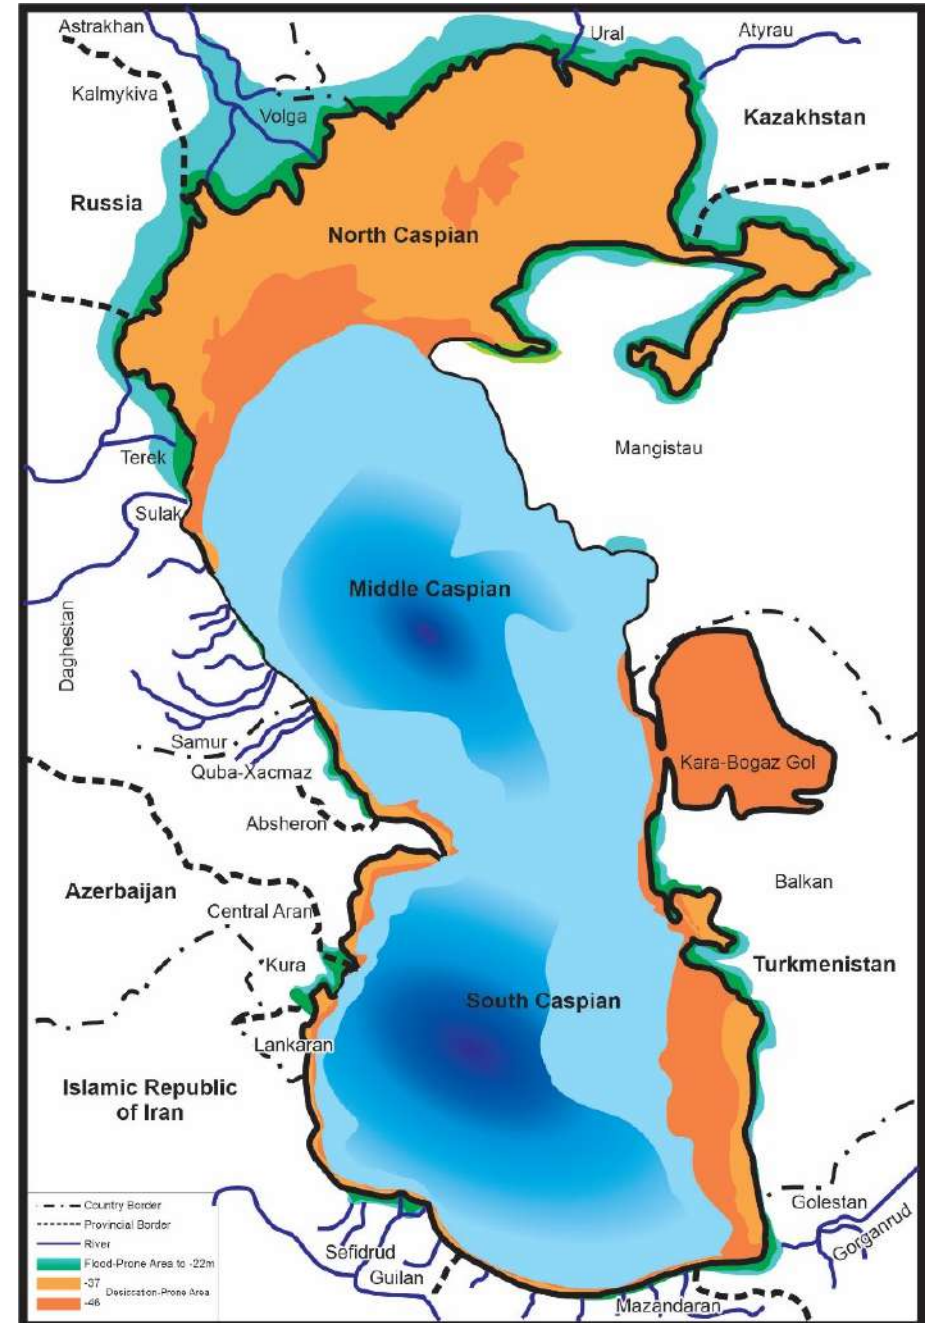 Astrakhan
Ural
Atyrau
Kalmykiva
Volga
Kazakhstan
Russia
North Caspian
Mangistau
Terek
Sulak
Middle Caspian
Daghestan
Samur
Kara-Bogaz Gol
Quba-Xacmaz
Absheron
Azerbaijan
Balkan
Central Aran
Kura
Turkmenistan
South Caspian
Lankaran
Islamic Republic
of Iran
Golestan
Gorganrud
Sefidrud
Guilan
Mazandaran
Country Border
Provincial Border
River
Flood-Prone Area to -22m
-37
Desiccation-Prone Area
-46